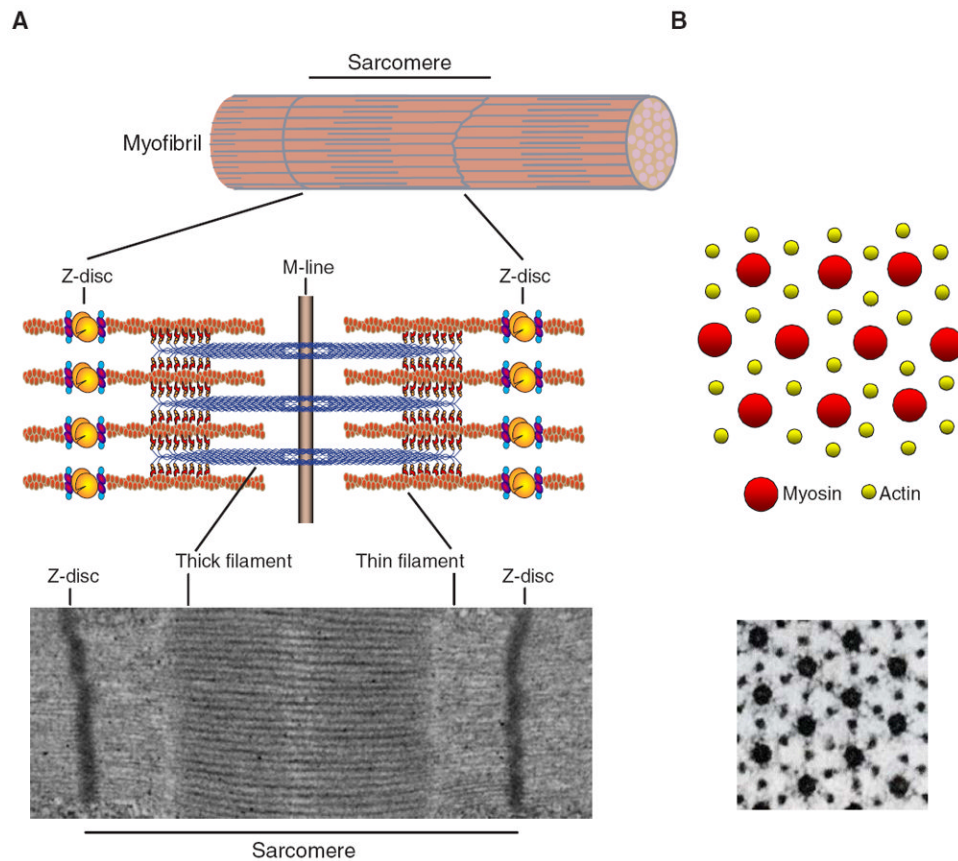 A
B
Sarcomere
Myofibril
Z-disc
M-line
Z-disc
Myosin
Actin
Thick filament
Thin filament
Z-disc
Z-disc
Sarcomere